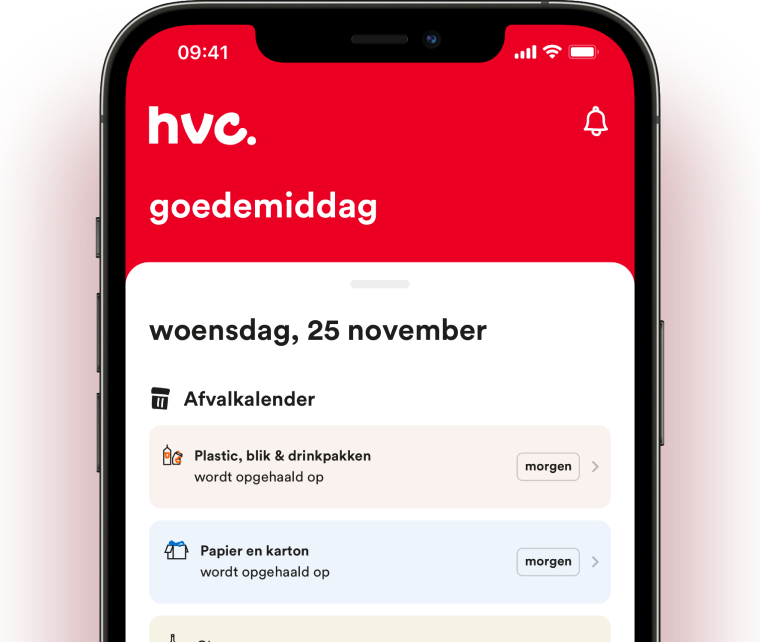 09:41
hvc.
goedemiddag
woensdag, 25 november
Afvalkalender
Plastic, blik & drinkpakken
wordt opgehaald op
morgen
Papier en karton
wordt opgehaald op
morgen